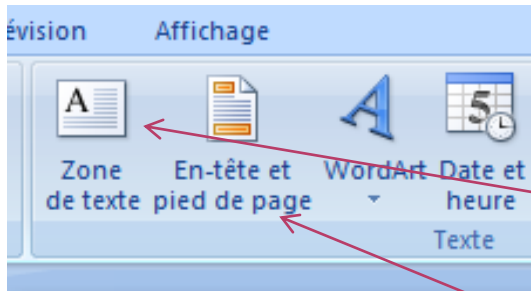 évision Affichage
Zone En-tête et WordArt Date et
de texte pied de page heure
Texte